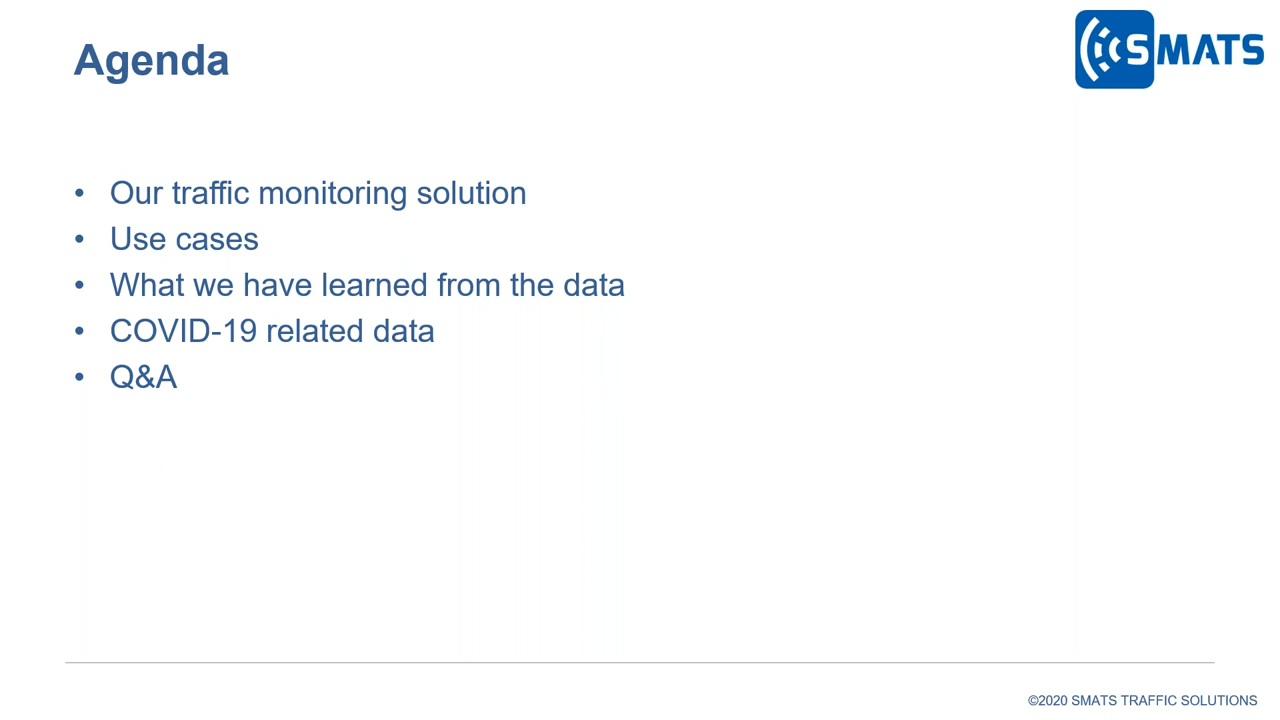 Agenda
SMATS
• Our traffic monitoring solution
• Use cases
• What we have learned from the data
• COVID-19 related data
• Q&A
©2020 SMATS TRAFFIC SOLUTIONS